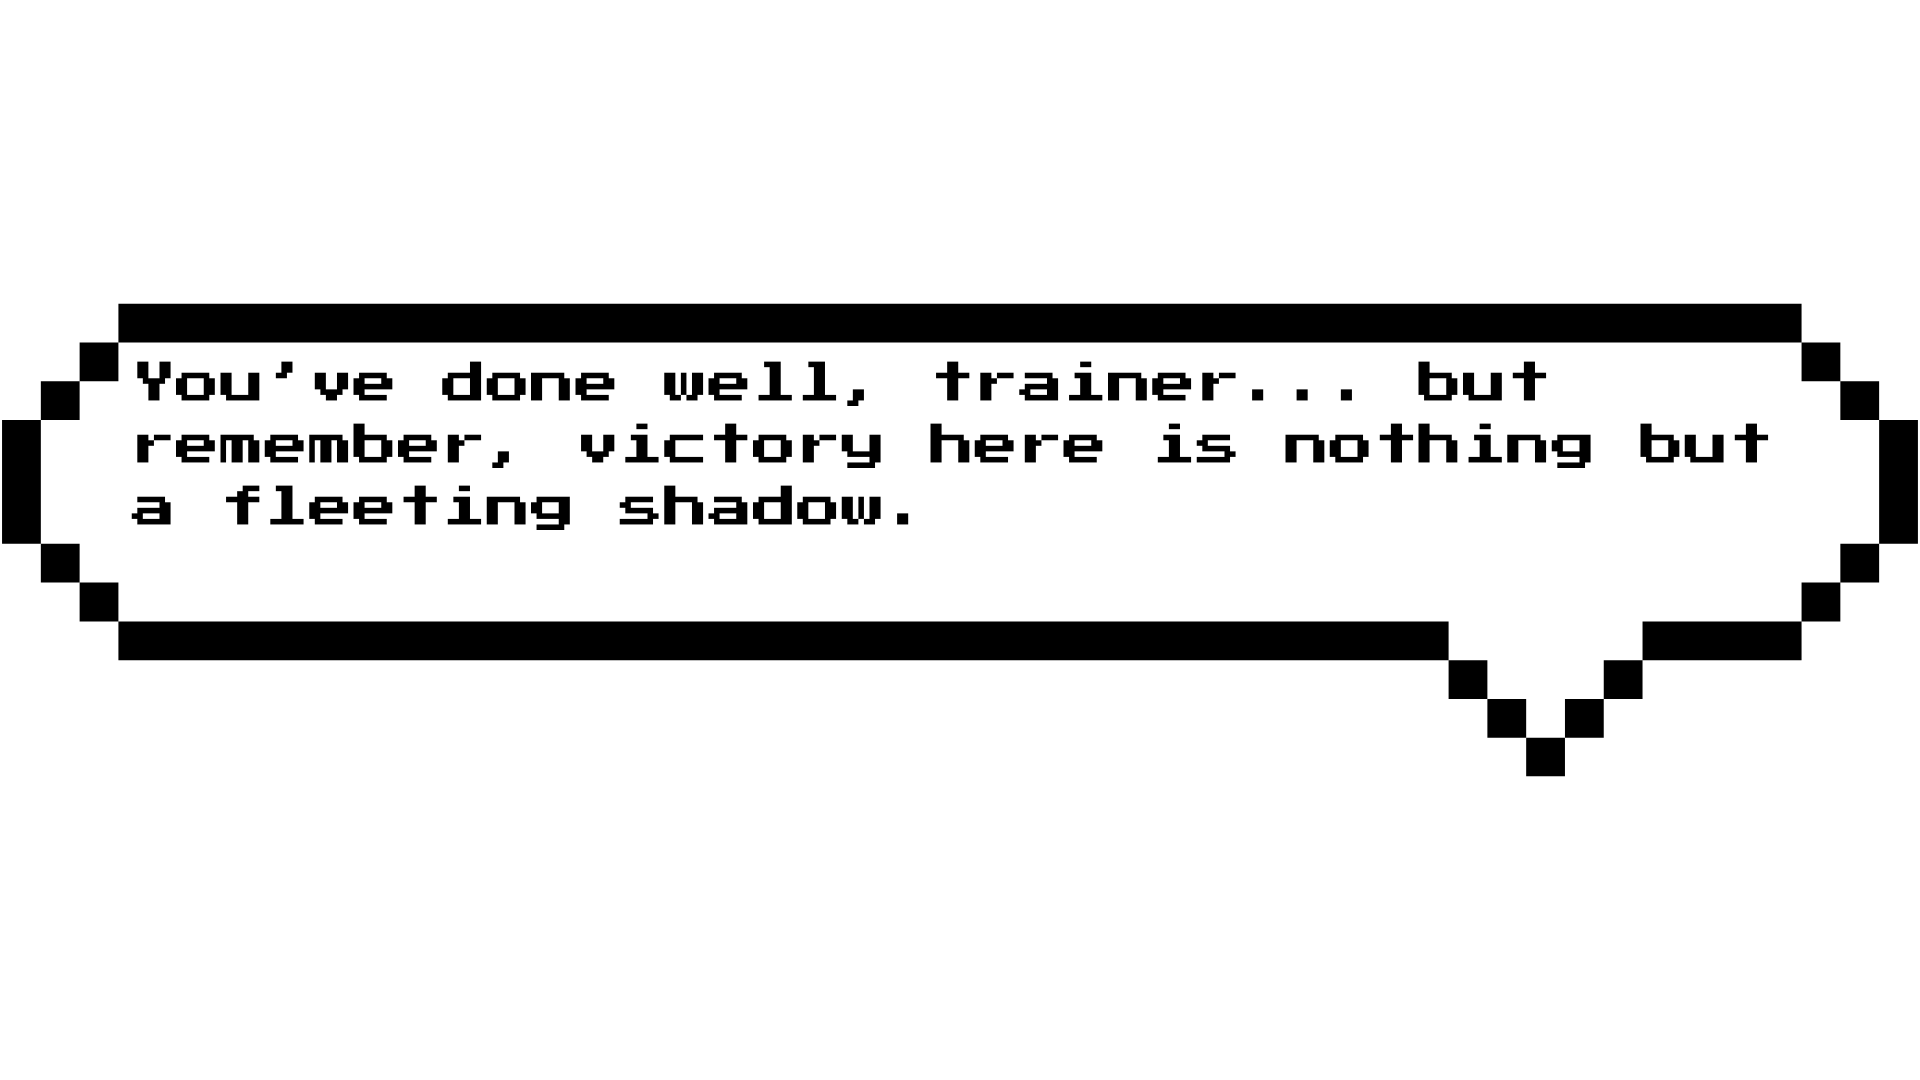 You've done well, trainer... but
remember, victory here is nothing but
a fleeting shadow.